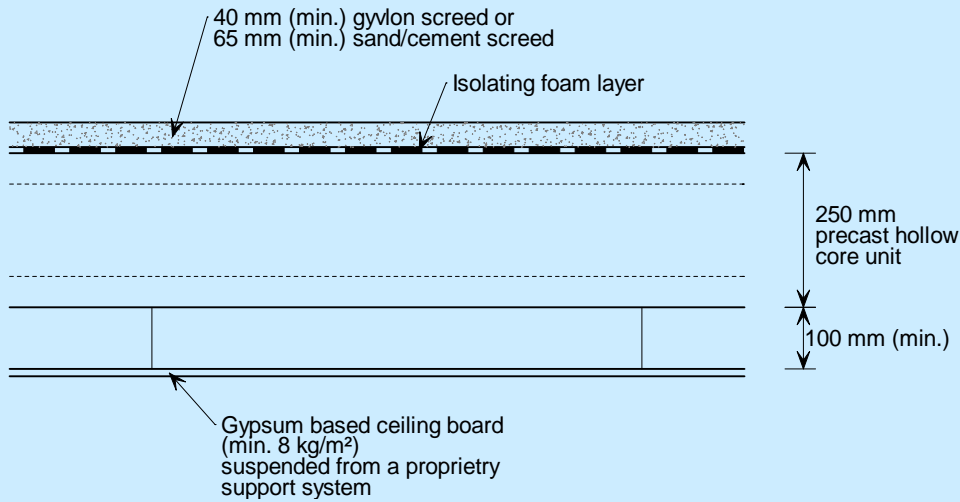 40 mm (min.) gyvlon screed or
65 mm (min.) sand/cement screed
Isolating foam layer
250 mm
precast hollow
core unit
100 mm (min.)
Gypsum based ceiling board
(min. 8 kg/m²)
suspended from a proprietry
support system